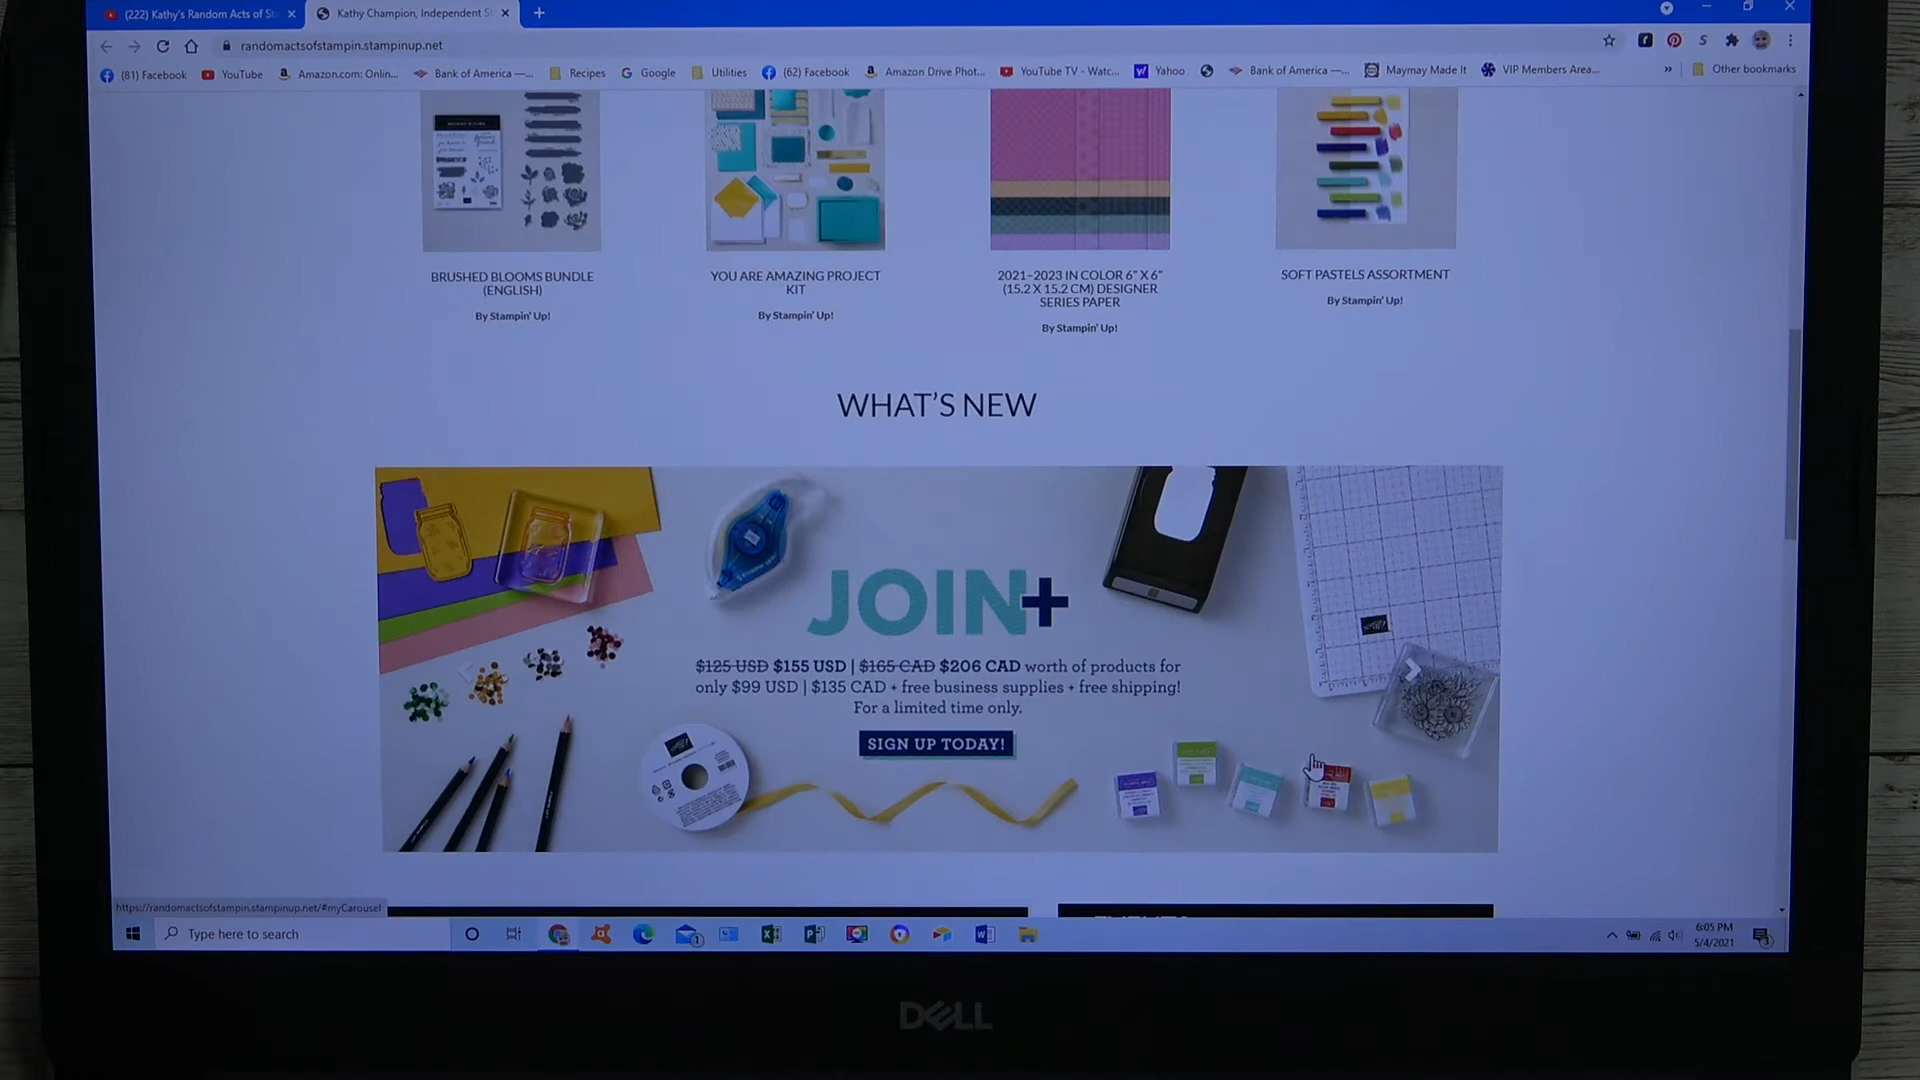 (222) Kathy's Random Acts of St
Kathy Champion, Independent S
randomactsofstampin.stampinup.net
(81) Facebook
YouTube
Amazon.com: Onlin...
Bank of America —...
Recipes
Google
Utilities
(62) Facebook
Amazon Drive Phot...
YouTube TV - Watc...
Yahoo
Bank of America —...
Maymay Made It
VIP Members Area...
»
Other bookmarks
BRUSHED BLOOMS BUNDLE
(ENGLISH)
By Stampin' Up!
YOU ARE AMAZING PROJECT
KIT
By Stampin' Up!
2021–2023 IN COLOR 6" X 6"
(15.2 X 15.2 CM) DESIGNER
SERIES PAPER
By Stampin' Up!
SOFT PASTELS ASSORTMENT
By Stampin' Up!
WHAT'S NEW
JOIN+
$125 USD $155 USD | $165 CAD $206 CAD worth of products for
only $99 USD | $135 CAD + free business supplies + free shipping!
For a limited time only.
SIGN UP TODAY!
https://randomactsofstampin.stampinup.net/#myCarousel
Type here to search
6:05 PM
5/4/2021
DELL